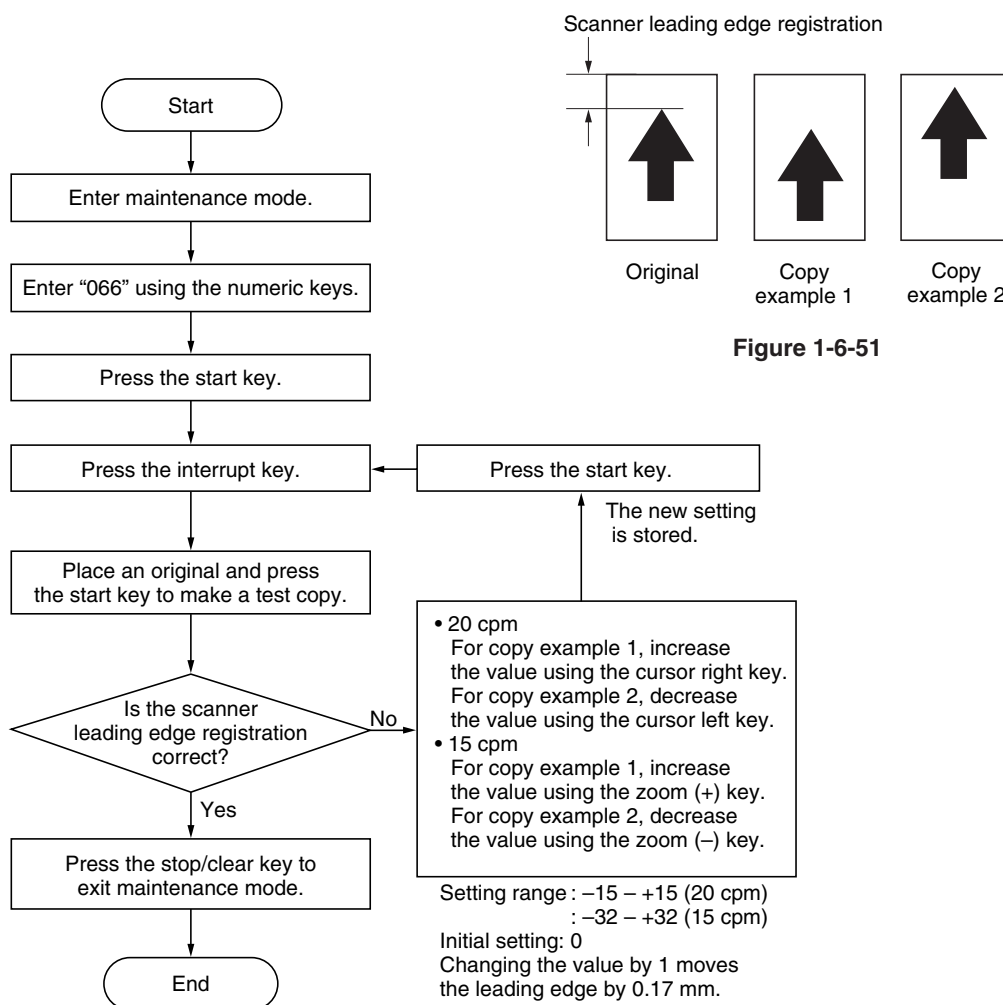 Scanner leading edge registration
Original
Copy
example 1
Copy
example 2
Figure 1-6-51
Start
Enter maintenance mode.
Enter “066” using the numeric keys.
Press the start key.
Press the interrupt key.
Press the start key.
The new setting
is stored.
Place an original and press
the start key to make a test copy.
Is the scanner
leading edge registration
correct?
No
Yes
• 20 cpm
For copy example 1, increase
the value using the cursor right key.
For copy example 2, decrease
the value using the cursor left key.
• 15 cpm
For copy example 1, increase
the value using the zoom (+) key.
For copy example 2, decrease
the value using the zoom (–) key.
Setting range : –15 – +15 (20 cpm)
: –32 – +32 (15 cpm)
Initial setting: 0
Changing the value by 1 moves
the leading edge by 0.17 mm.
Press the stop/clear key to
exit maintenance mode.
End